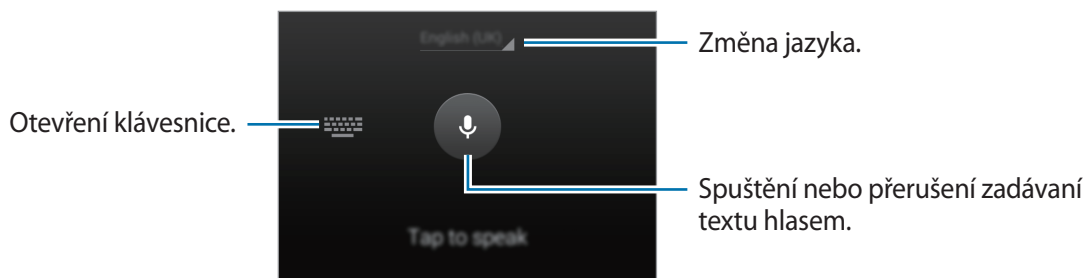 English (UK)
Změna jazyka.
Otevření klávesnice.
Spuštění nebo přerušení zadávaní
textu hlasem.
Tap to speak